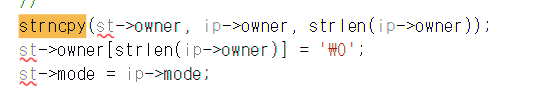 //
strncpy(st->owner, ip->owner, strlen(ip->owner));
st->owner[strlen(ip->owner)] = '₩0';
st->mode = ip->mode;